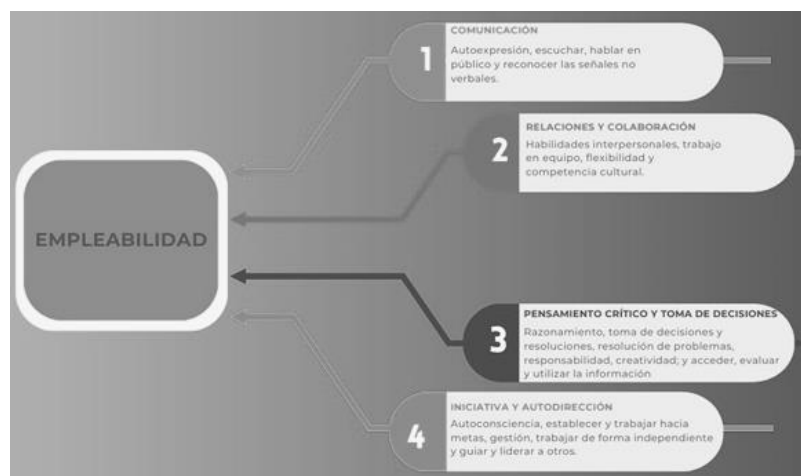 1
COMUNICACIÓN
Autoexpresión, escuchar, hablar en
público y reconocer las señales no
verbales.
2
RELACIONES Y COLABORACIÓN
Habilidades interpersonales, trabajo
en equipo, flexibilidad y
competencia cultural.
EMPLEABILIDAD
3
PENSAMIENTO CRÍTICO Y TOMA DE DECISIONES
Razonamiento, toma de decisiones y
resoluciones, resolución de problemas,
responsabilidad, creatividad; y acceder, evaluar
y utilizar la información
4
INICIATIVA Y AUTODIRECCIÓN
Autoconsciencia, establecer y trabajar hacia
metas, gestión, trabajar de forma independiente
y guiar y liderar a otros.